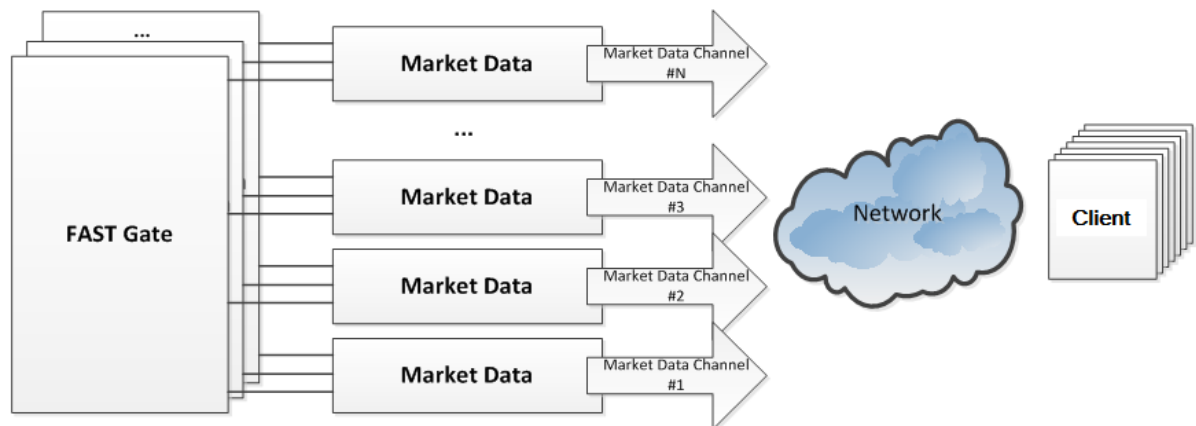 ...
FAST Gate
Market Data
Market Data Channel
#N
...
Market Data
Market Data Channel
#3
Market Data
Market Data Channel
#2
Market Data
Market Data Channel
#1
Network
Client